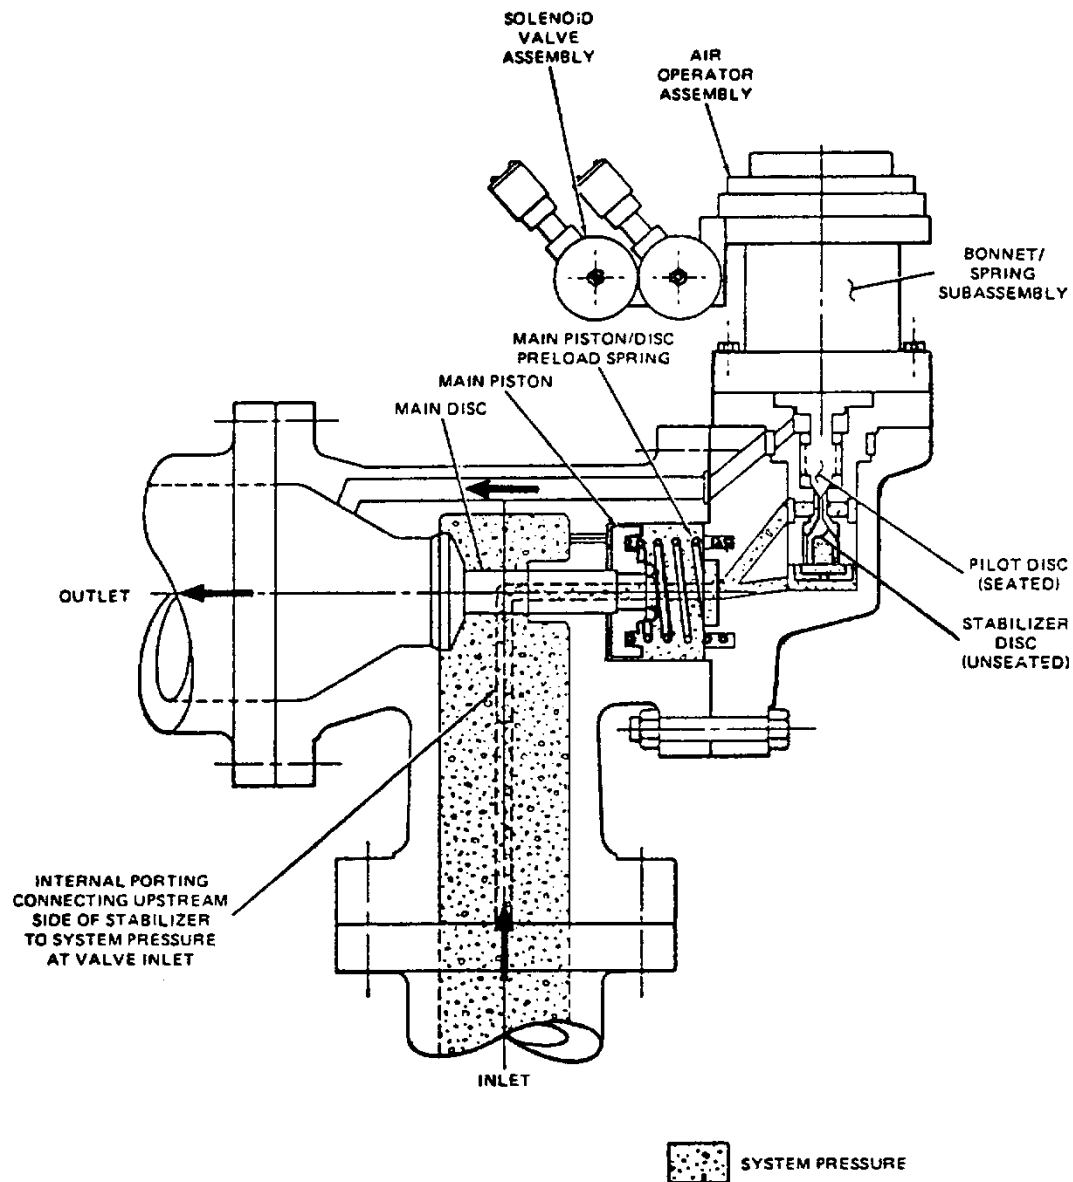 SOLENOID
VALVE
ASSEMBLY
AIR
OPERATOR
ASSEMBLY
BONNET/
SPRING
SUBASSEMBLY
MAIN PISTON/DISC
PRELOAD SPRING
MAIN PISTON
MAIN DISC
PILOT DISC
(SEATED)
OUTLET
STABILIZER
DISC
(UNSEATED)
INTERNAL PORTING
CONNECTING UPSTREAM
SIDE OF STABILIZER
TO SYSTEM PRESSURE
AT VALVE INLET
INLET
SYSTEM PRESSURE